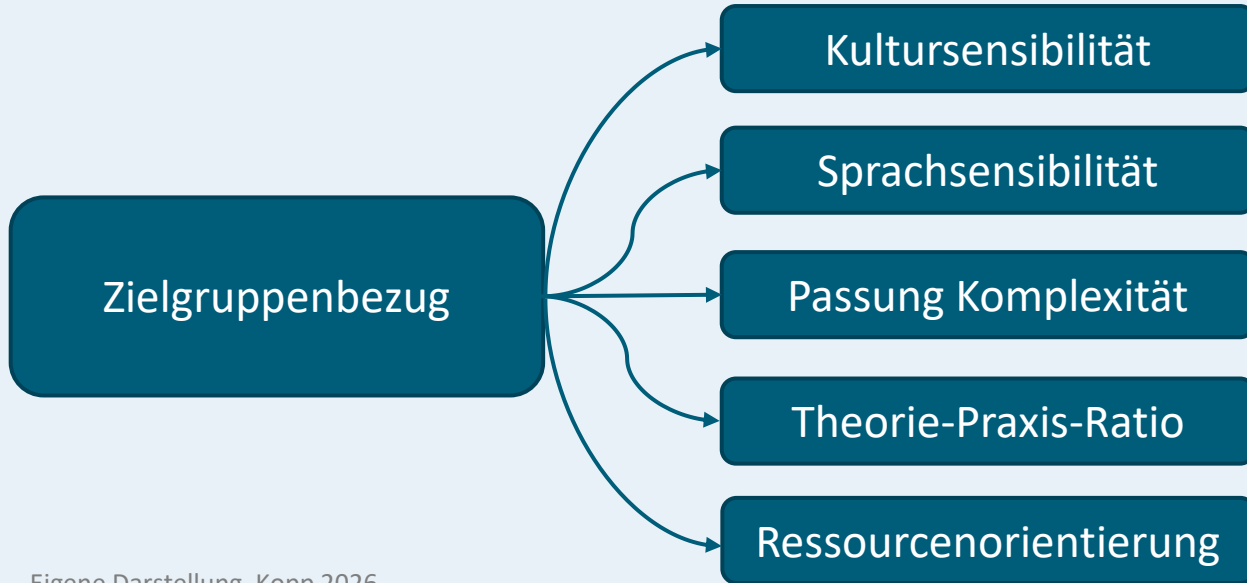 Kultursensibilität
Sprachsensibilität
Zielgruppenbezug
Passung Komplexität
Theorie-Praxis-Ratio
Ressourcenorientierung
Eigene Darstellung, Kopp 2026